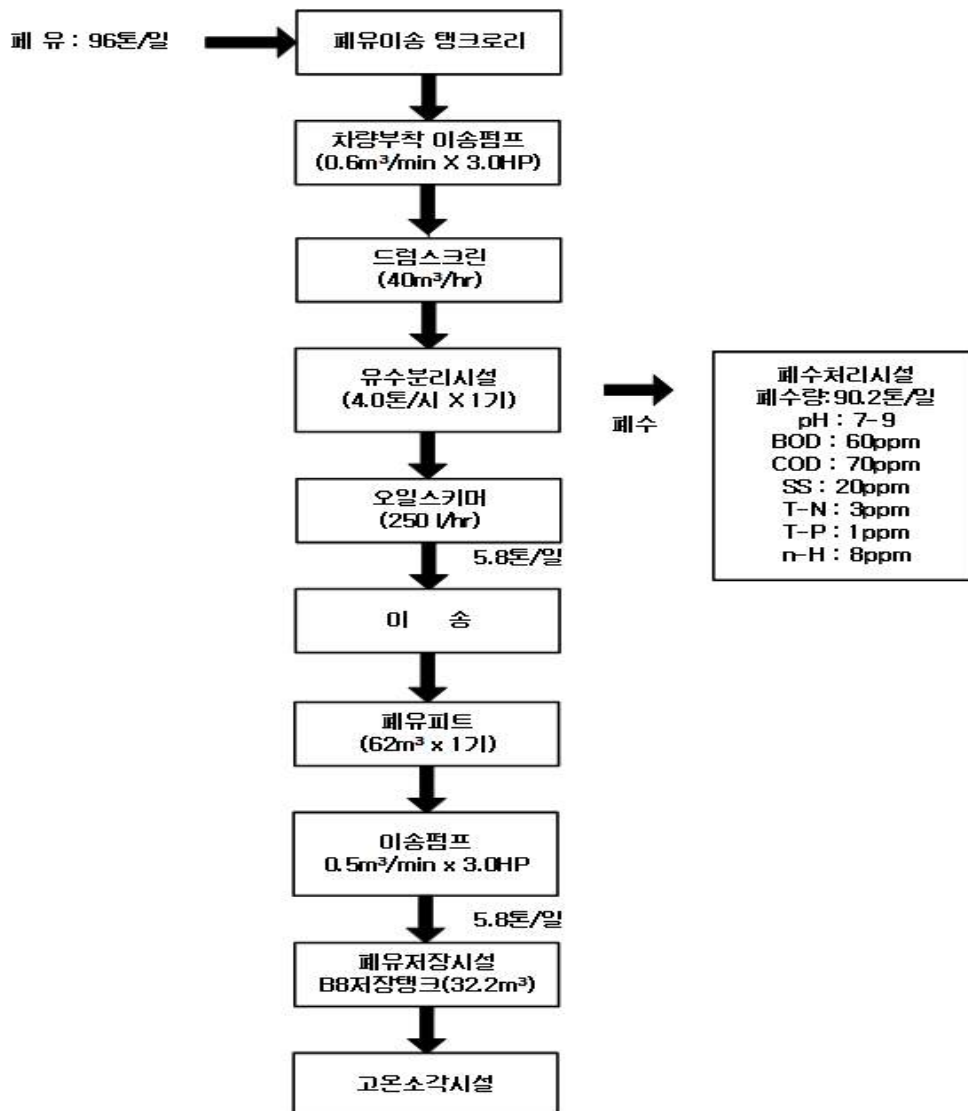 폐 유 : 96톤/일
폐유이송 탱크로리
차량부착 이송펌프
(0.6m³/min X 3.0HP)
드럼스크린
(40m³/hr)
유수분리시설
(4.0톤/시 X 1기)
폐수
폐수처리시설
폐수량:90.2톤/일
pH : 7-9
BOD : 60ppm
COD : 70ppm
SS : 20ppm
T-N : 3ppm
T-P : 1ppm
n-H : 8ppm
오일스키머
(250 l/hr)
5.8톤/일
이 송
폐유피트
(62m³ x 1기)
이송펌프
0.5m³/min x 3.0HP
5.8톤/일
폐유저장시설
B8저장탱크(32.2m³)
고온소각시설